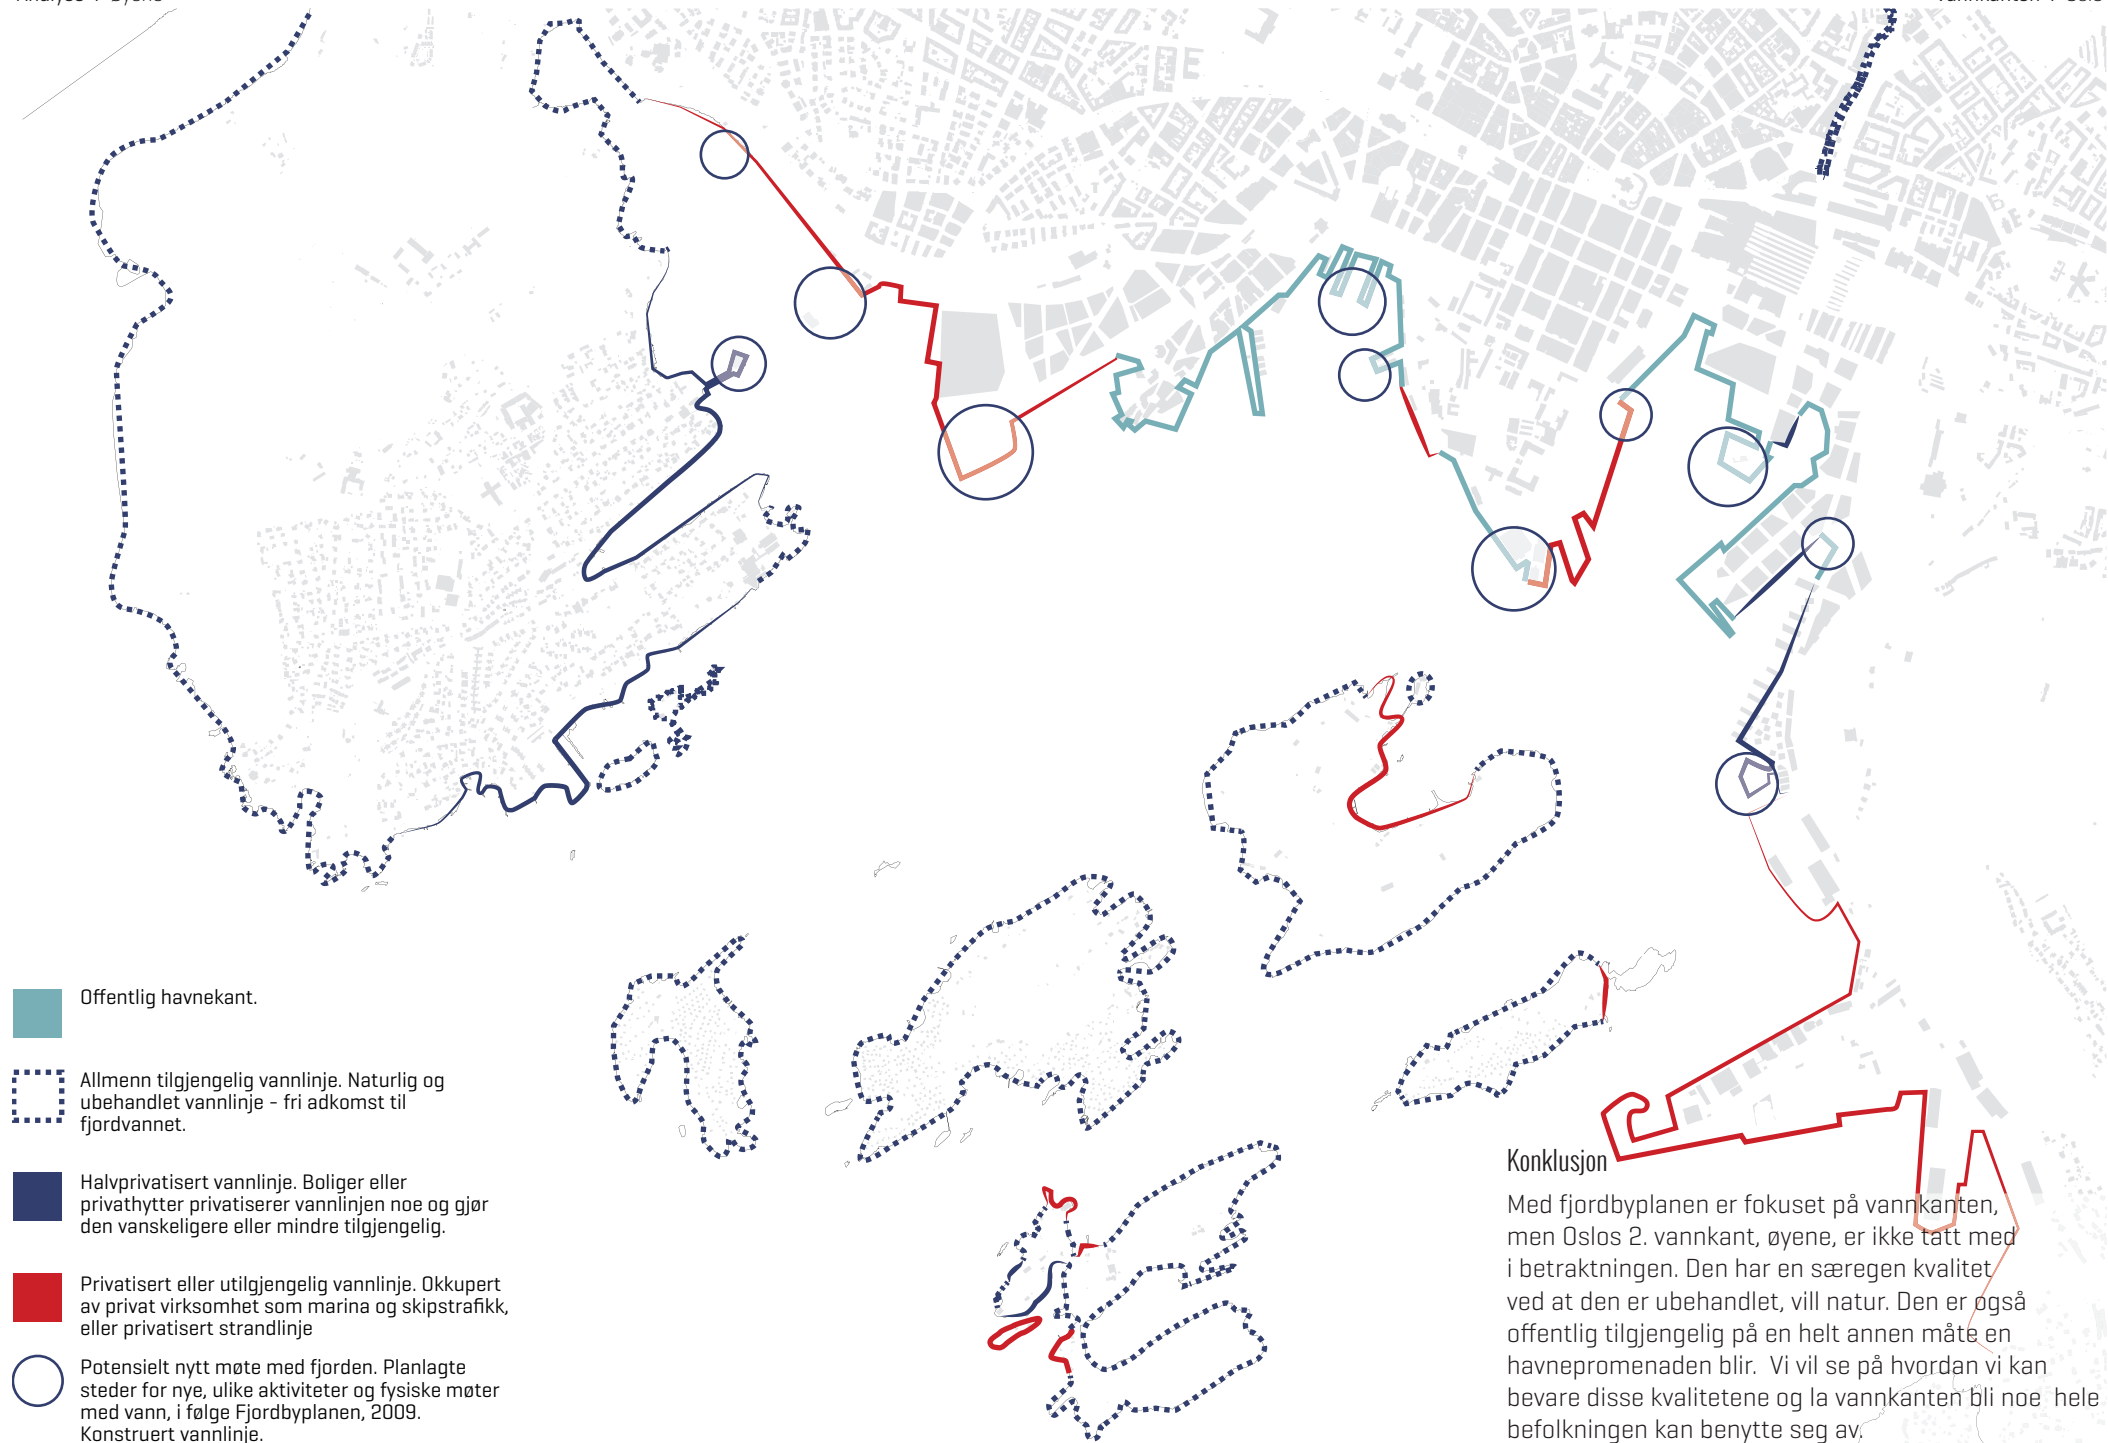 Offentlig havnekant.
Allmenn tilgjengelig vannlinje. Naturlig og
ubehandlet vannlinje - fri adkomst til
fjordvannet.
Halvprivatisert vannlinje. Boliger eller
privathytter privatiserer vannlinjen noe og gjør
den vanskeligere eller mindre tilgjengelig.
Privatisert eller utilgjengelig vannlinje. Okkupert
av privat virksomhet som marina og skipstrafikk,
eller privatisert strandlinje
Potensielt nytt møte med fjorden. Planlagte
steder for nye, ulike aktiviteter og fysiske møter
med vann, i følge Fjordbyplanen, 2009.
Konstruert vannlinje.
Konklusjon
Med fjordbyplanen er fokuset på vannkanten,
men Oslos 2. vannkant, øyene, er ikke tatt med
i betraktningen. Den har en særegen kvalitet
ved at den er ubehandlet, vill natur. Den er også
offentlig tilgjengelig på en helt annen måte en
havnepromenaden blir. Vi vil se på hvordan vi kan
bevare disse kvalitetene og la vannkanten bli noe hele
befolkningen kan benytte seg av.